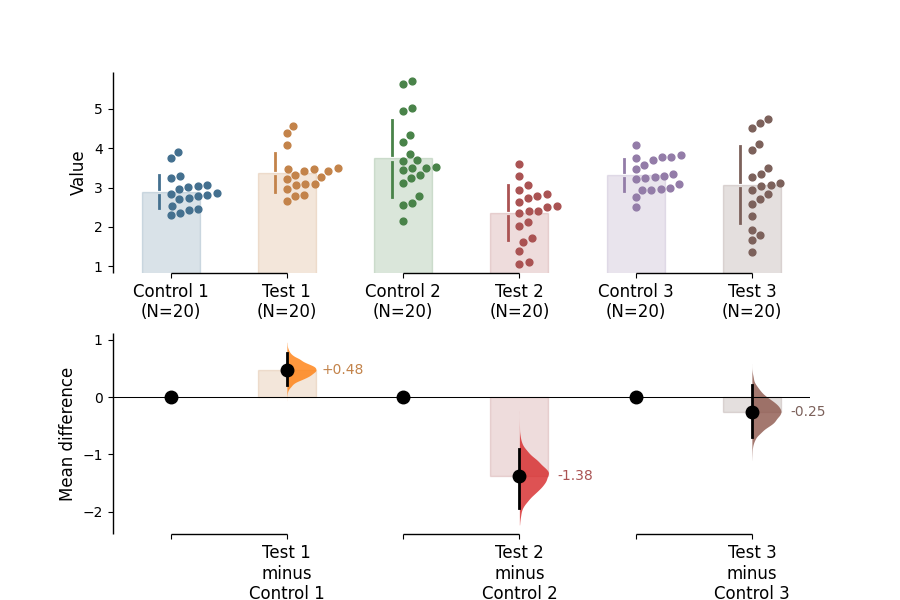 Value
5
4
3
2
1
Control 1
(N=20)
Test 1
(N=20)
Control 2
(N=20)
Test 2
(N=20)
Control 3
(N=20)
Test 3
(N=20)
Mean difference
1
0
−1
−2
+0.48
-1.38
-0.25
Test 1
minus
Control 1
Test 2
minus
Control 2
Test 3
minus
Control 3